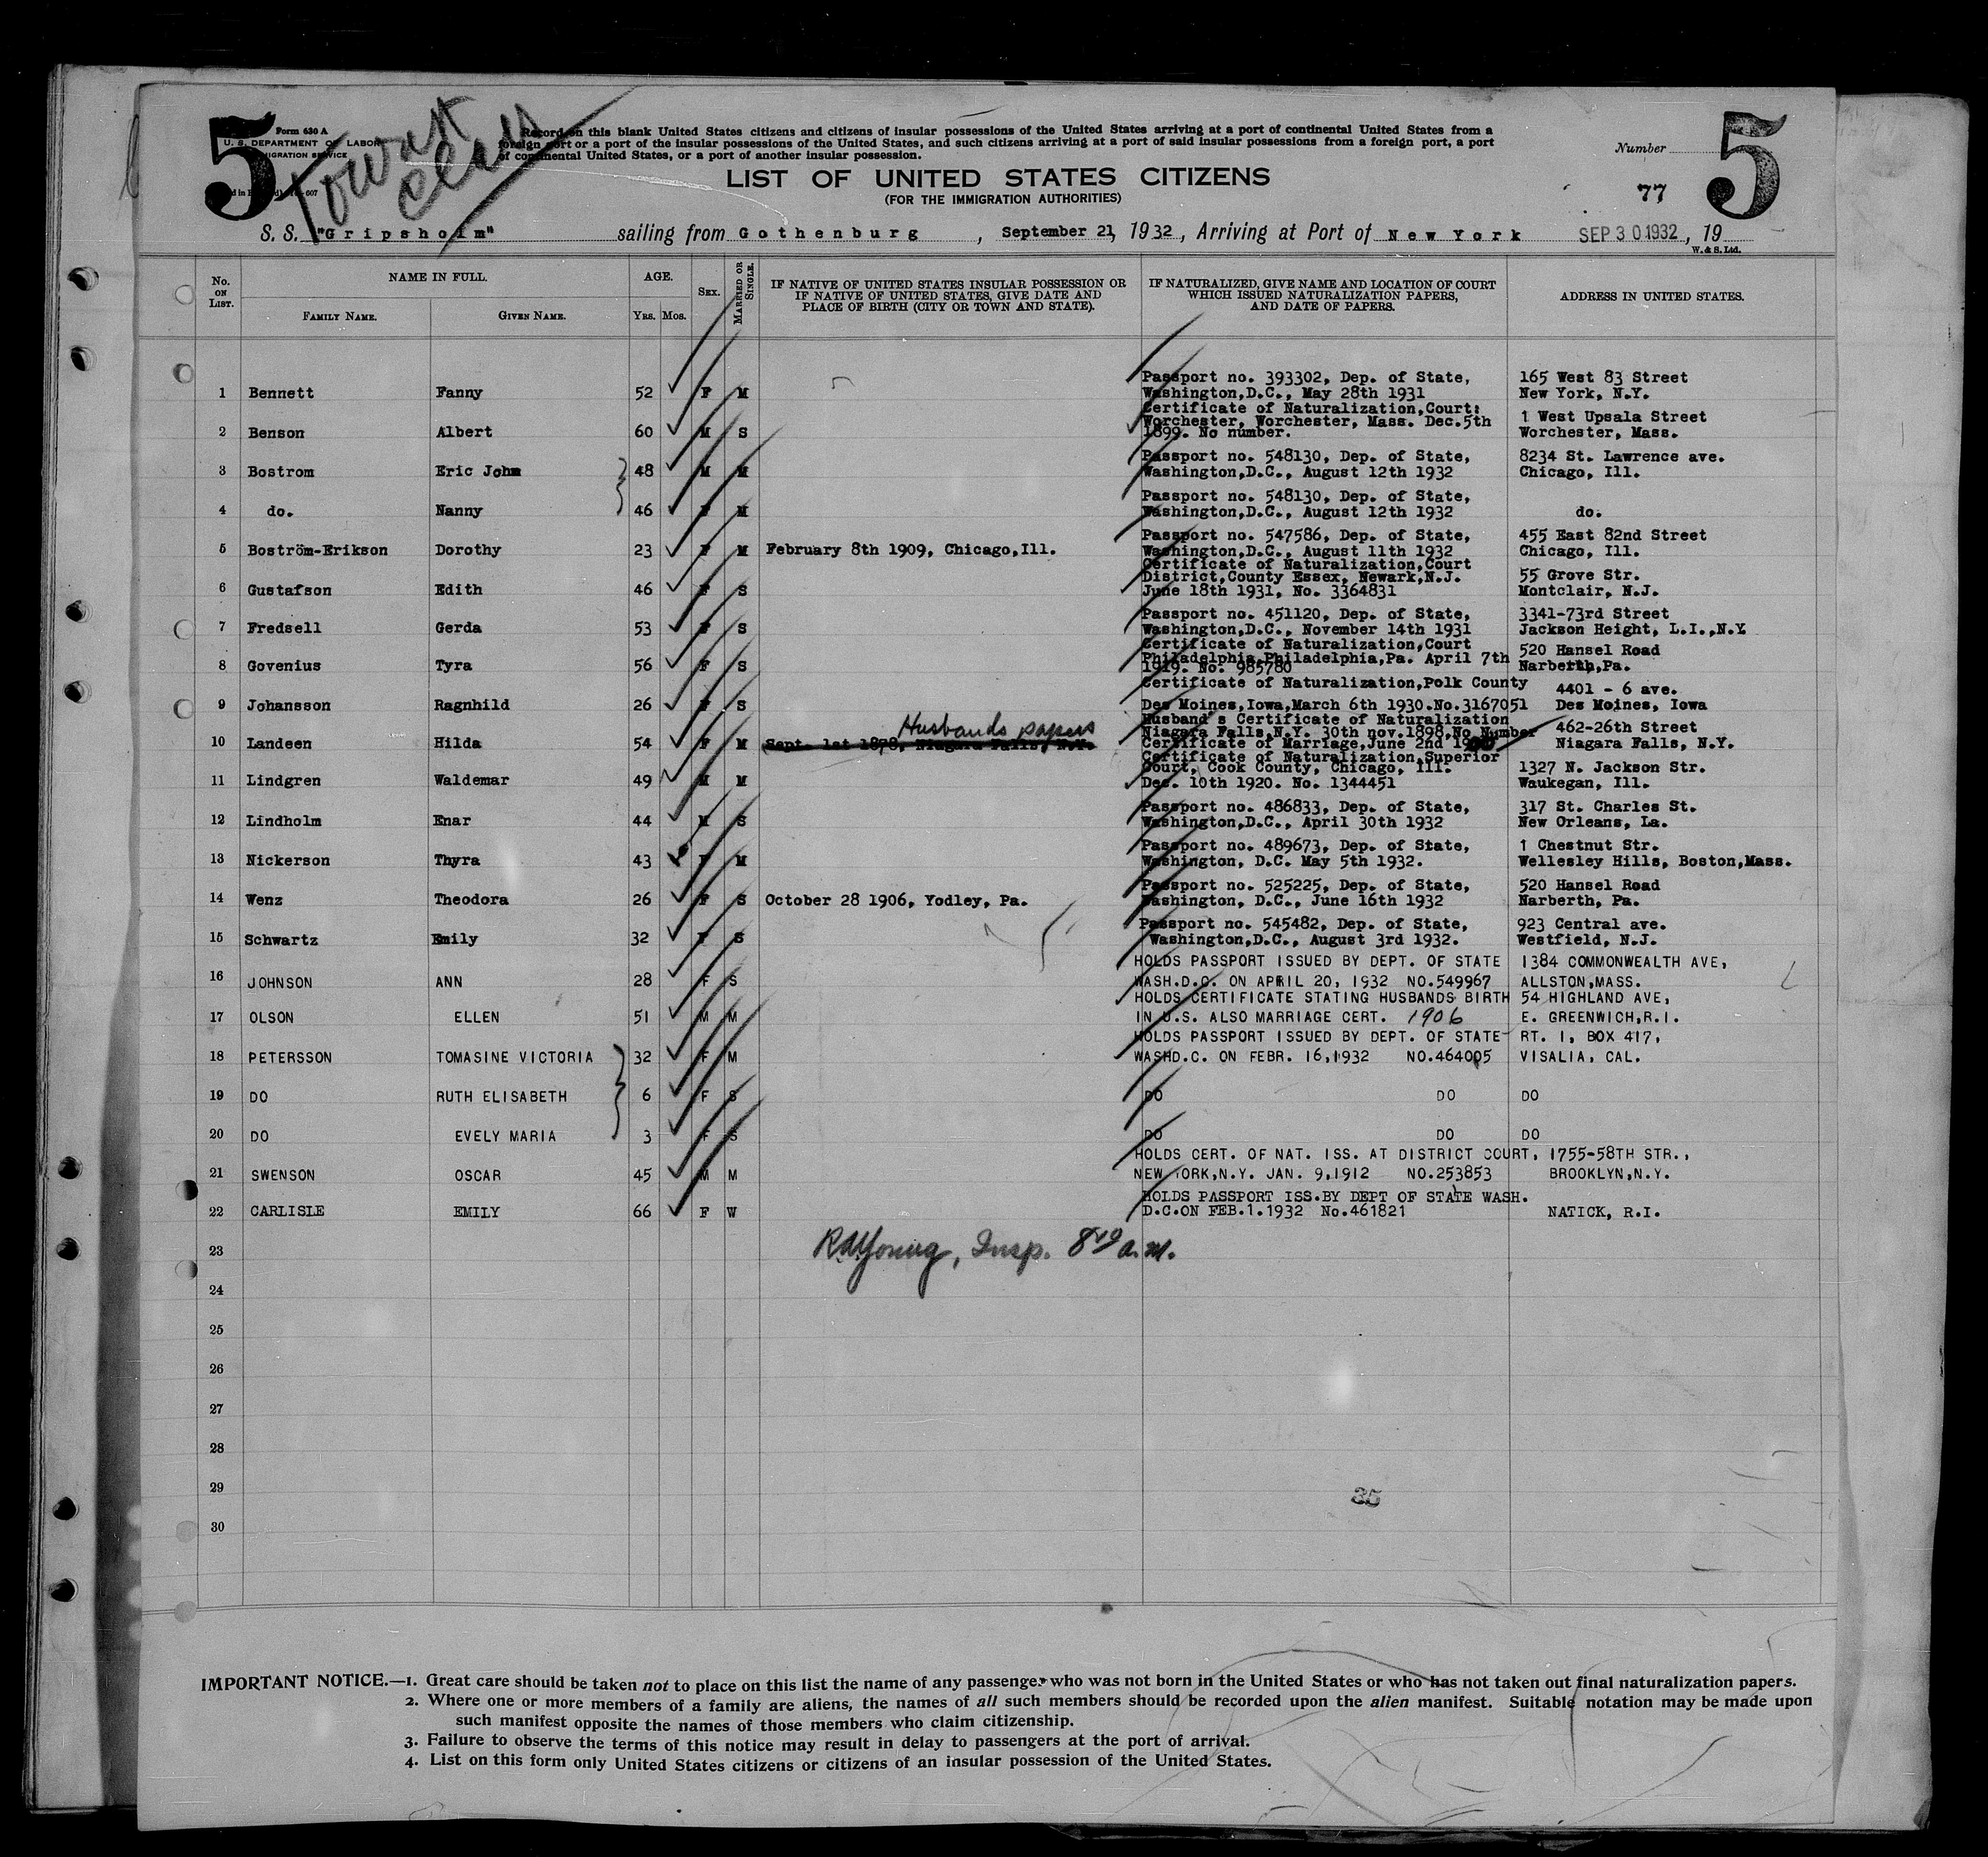 5
Form 630 A
U. S. DEPARTMENT OF LABOR
IMMIGRATION SERVICE
Tourist
Class
Record on this blank United States citizens and citizens of insular possessions of the United States arriving at a port of continental United States from a
foreign port or a port of the insular possessions of the United States, and such citizens arriving at a port of said insular possessions from a foreign port, a port
of continental United States, or a port of another insular possession.
Number
77
5
LIST OF UNITED STATES CITIZENS
(FOR THE IMMIGRATION AUTHORITIES)
S. S. "Gripsholm" sailing from Gothenburg, September 21, 1932, Arriving at Port of New York SEP 30 1932, 19
W. & S. Ltd.
No. ON LIST. NAME IN FULL. FAMILY NAME. GIVEN NAME. AGE. YRS. MOS. SEX. MARRIED OR SINGLE.
IF NATIVE OF UNITED STATES INSULAR POSSESSION OR
IF NATIVE OF UNITED STATES, GIVE DATE AND
PLACE OF BIRTH (CITY OR TOWN AND STATE).
IF NATURALIZED, GIVE NAME AND LOCATION OF COURT
WHICH ISSUED NATURALIZATION PAPERS,
AND DATE OF PAPERS.
ADDRESS IN UNITED STATES.
Passport no. 393302, Dep. of State, 165 West 83 Street
1 Bennett Fanny 52 F M Washington,D.C., May 28th 1931 New York, N.Y.
Certificate of Naturalization,Court:
Worchester, Worchester, Mass. Dec.5th 1 West Upsala Street
2 Benson Albert 60 M S 1899. No number. Worchester, Mass.
Passport no. 548130, Dep. of State, 8234 St. Lawrence ave.
3 Bostrom Eric John 48 M M Washington,D.C., August 12th 1932 Chicago, Ill.
Passport no. 548130, Dep. of State,
4 do. Nanny 46 F M Washington,D.C., August 12th 1932 do.
Passport no. 547586, Dep. of State, 455 East 82nd Street
5 Boström-Erikson Dorothy 23 F M February 8th 1909, Chicago,Ill. Washington,D.C., August 11th 1932 Chicago, Ill.
Certificate of Naturalization,Court
District,County Essex, Newark,N.J. 55 Grove Str.
6 Gustafson Edith 46 F S June 18th 1931, No. 3364831 Montclair, N.J.
Passport no. 451120, Dep. of State, 3341-73rd Street
7 Fredsell Gerda 53 F S Washington,D.C., November 14th 1931 Jackson Height, L.I.,N.Y.
Certificate of Naturalization,Court 520 Hansel Road
Philadelphia,Philadelphia,Pa. April 7th
8 Govenius Tyra 56 F S 1919. No. 985780 Narberth,Pa.
Certificate of Naturalization,Polk County 4401 - 6 ave.
9 Johansson Ragnhild 26 F S Des Moines,Iowa,March 6th 1930.No.3167051 Des Moines, Iowa
Husbands papers
Husband's Certificate of Naturalization
Niagara Falls,N.Y. 30th nov.1898,No Number 462-26th Street
10 Landeen Hilda 54 F M Sept. 1st 1878, Niagara Falls, N.Y. Certificate of Marriage,June 2nd 1900 Niagara Falls, N.Y.
Certificate of Naturalization,Superior
Court, Cook County, Chicago, Ill. 1327 N. Jackson Str.
11 Lindgren Waldemar 49 M M Dec. 10th 1920. No. 1344451 Waukegan, Ill.
Passport no. 486833, Dep. of State, 317 St. Charles St.
12 Lindholm Enar 44 M S Washington,D.C., April 30th 1932 New Orleans, La.
Passport no. 489673, Dep. of State, 1 Chestnut Str.
13 Nickerson Thyra 43 F M Washington, D.C. May 5th 1932. Wellesley Hills, Boston,Mass.
Passport no. 525225, Dep. of State, 520 Hansel Road
14 Wenz Theodora 26 F S October 28 1906, Yodley, Pa. Washington, D.C., June 16th 1932 Narberth, Pa.
Passport no. 545482, Dep. of State, 923 Central ave.
15 Schwartz Emily 32 F S Washington,D.C., August 3rd 1932. Westfield, N.J.
HOLDS PASSPORT ISSUED BY DEPT. OF STATE 1384 COMMONWEALTH AVE,
16 JOHNSON ANN 28 F S WASH.D.C. ON APRIL 20, 1932 NO.549967 ALLSTON,MASS.
HOLDS CERTIFICATE STATING HUSBANDS BIRTH 54 HIGHLAND AVE,
17 OLSON ELLEN 51 M M IN U.S. ALSO MARRIAGE CERT. 1906 E. GREENWICH,R.I.
HOLDS PASSPORT ISSUED BY DEPT. OF STATE RT. 1, BOX 417,
18 PETERSSON TOMASINE VICTORIA 32 F M WASHD.C. ON FEBR. 16,1932 NO.464005 VISALIA, CAL.
19 DO RUTH ELISABETH 6 F S DO DO DO
20 DO EVELY MARIA 3 F S DO DO DO
HOLDS CERT. OF NAT. ISS. AT DISTRICT COURT, 1755-58TH STR.,
21 SWENSON OSCAR 45 M M NEW YORK,N.Y. JAN. 9,1912 NO.253853 BROOKLYN,N.Y.
HOLDS PASSPORT ISS.BY DEPT OF STATE WASH.
22 CARLISLE EMILY 66 F W D.C.ON FEB.1.1932 No.461821 NATICK, R.I.
23 R.A.Young, Insp. 8 a.m.
24
25
26
27
28
29
35
30
IMPORTANT NOTICE.—1. Great care should be taken not to place on this list the name of any passenger who was not born in the United States or who has not taken out final naturalization papers.
2. Where one or more members of a family are aliens, the names of all such members should be recorded upon the alien manifest. Suitable notation may be made upon
such manifest opposite the names of those members who claim citizenship.
3. Failure to observe the terms of this notice may result in delay to passengers at the port of arrival.
4. List on this form only United States citizens or citizens of an insular possession of the United States.